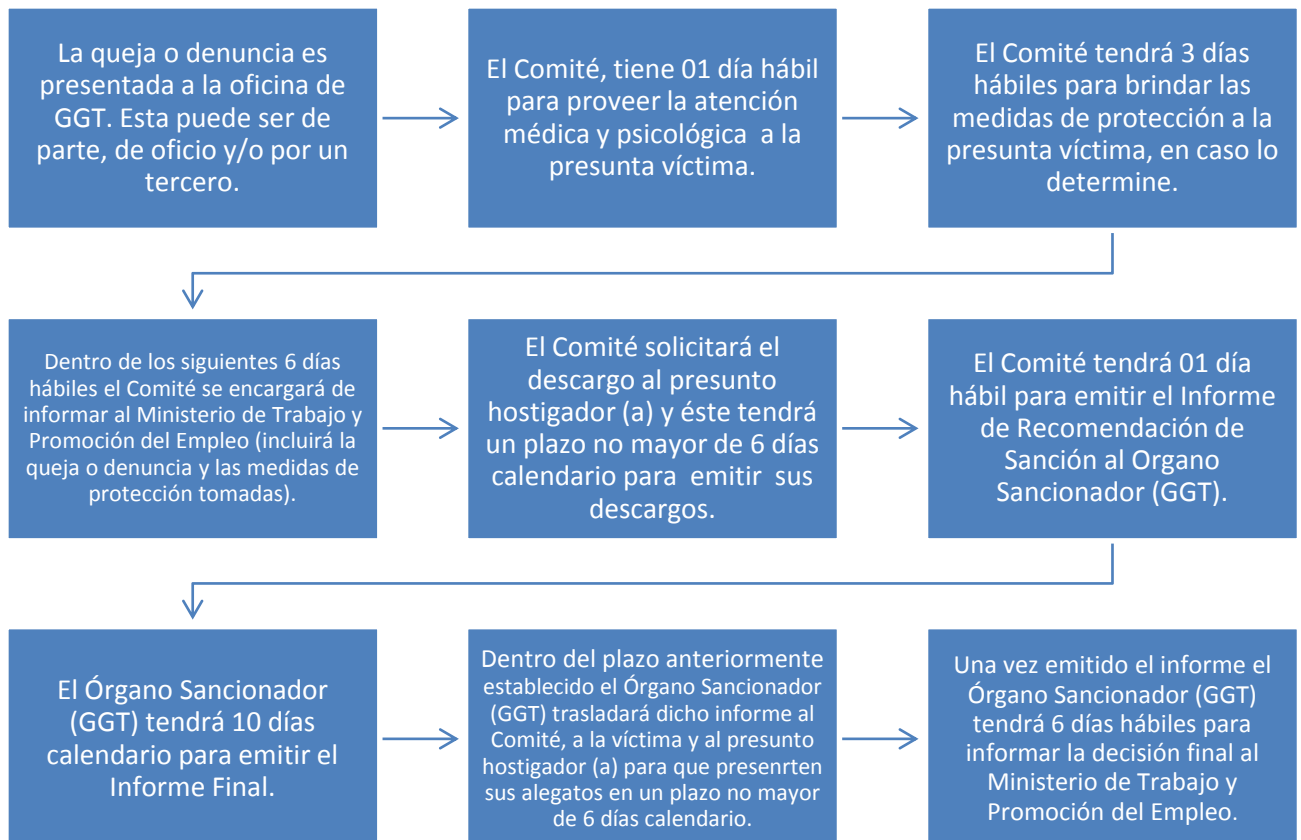 La queja o denuncia es
presentada a la oficina de
GGT. Esta puede ser de
parte, de oficio y/o por un
tercero.
El Comité, tiene 01 día hábil
para proveer la atención
médica y psicológica a la
presunta víctima.
El Comité tendrá 3 días
hábiles para brindar las
medidas de protección a la
presunta víctima, en caso lo
determine.
Dentro de los siguientes 6 días
hábiles el Comité se encargará de
informar al Ministerio de Trabajo y
Promoción del Empleo (incluirá la
queja o denuncia y las medidas de
protección tomadas).
El Comité solicitará el
descargo al presunto
hostigador (a) y éste tendrá
un plazo no mayor de 6 días
calendario para emitir sus
descargos.
El Comité tendrá 01 día
hábil para emitir el Informe
de Recomendación de
Sanción al Organo
Sancionador (GGT).
El Órgano Sancionador
(GGT) tendrá 10 días
calendario para emitir el
Informe Final.
Dentro del plazo anteriormente
establecido el Órgano Sancionador
(GGT) trasladará dicho informe al
Comité, a la víctima y al presunto
hostigador (a) para que presenrten
sus alegatos en un plazo no mayor
de 6 días calendario.
Una vez emitido el informe el
Órgano Sancionador (GGT)
tendrá 6 días hábiles para
informar la decisión final al
Ministerio de Trabajo y
Promoción del Empleo.